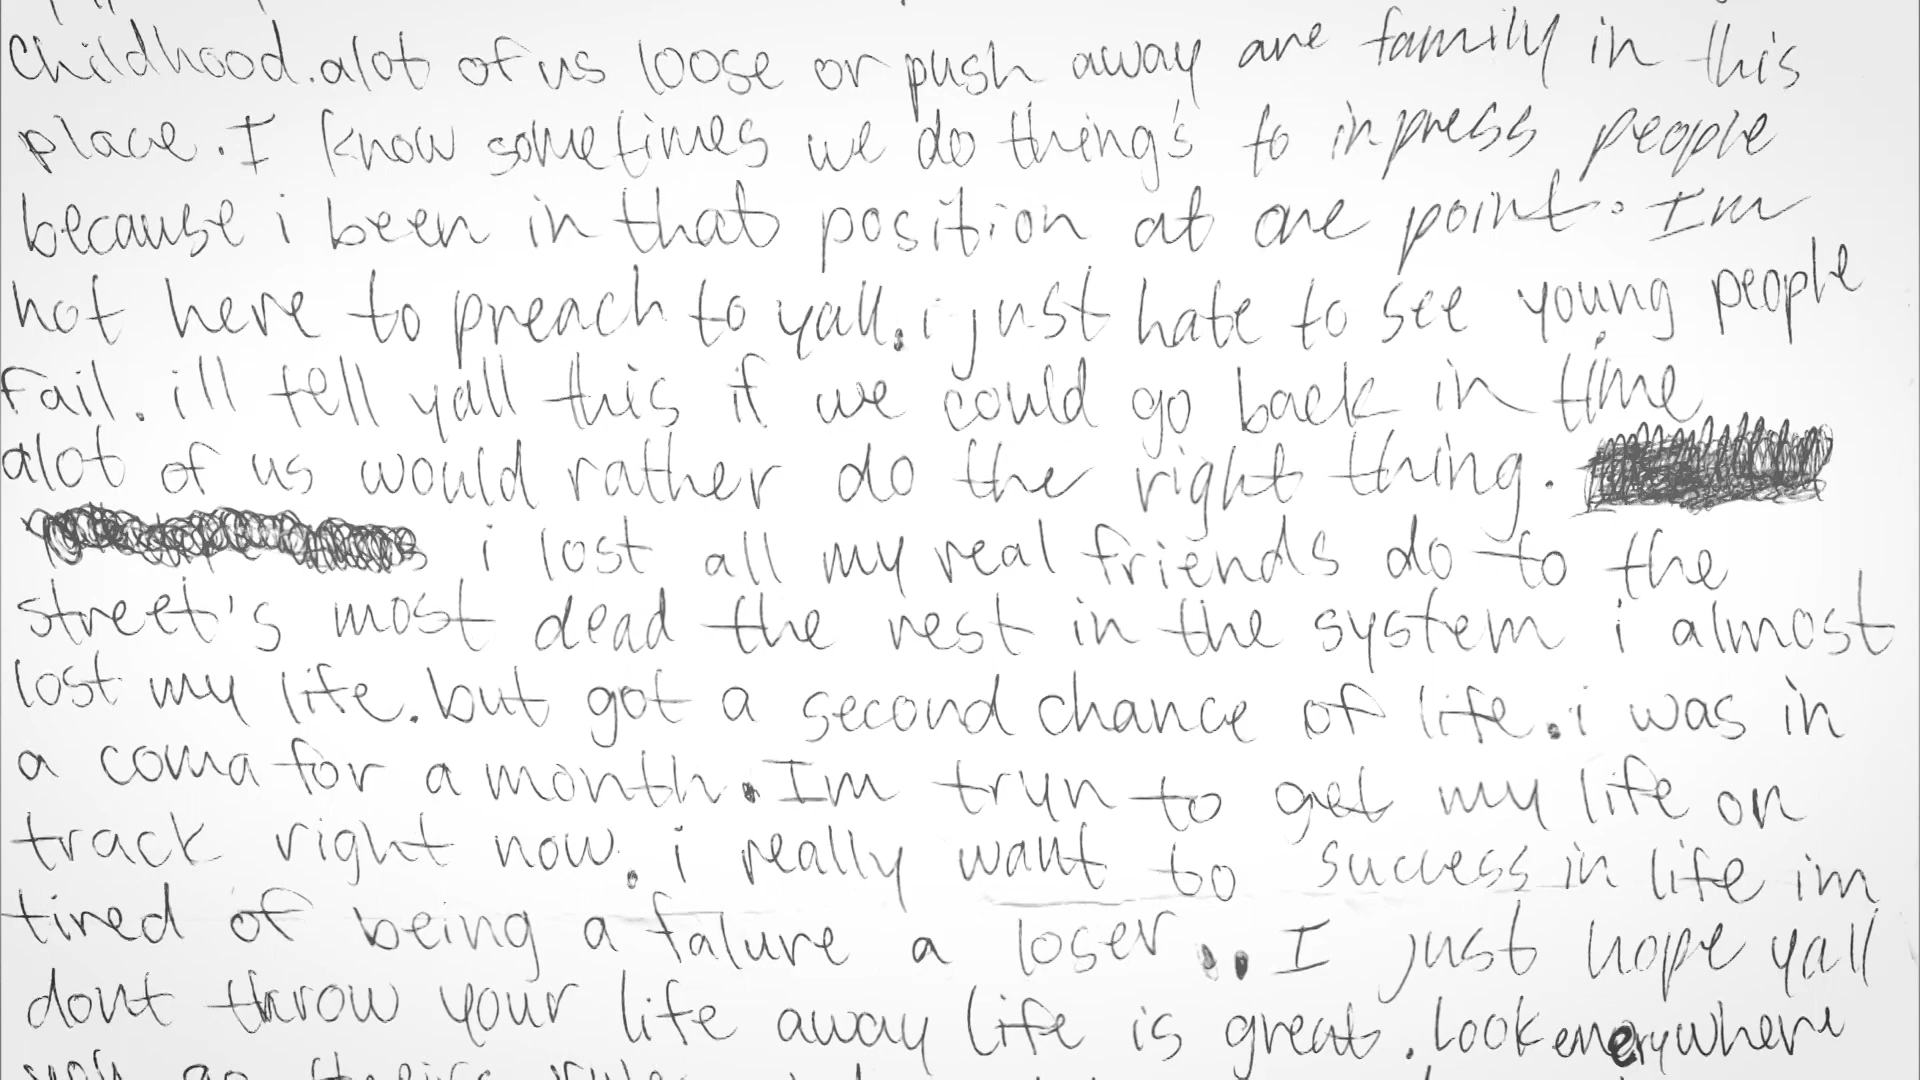 Childhood. alot of us loose or push away are family in this
place. I know sometimes we do thing's to inpress people
because i been in that position at one point. Im
not here to preach to yall. i just hate to see young people
Fail. ill tell yall this if we could go back in time
alot of us would rather do the right thing.
i lost all my real friends do to the
street's most dead the rest in the system i almost
lost my life. but got a second chance of life. i was in
a coma for a month. Im tryn to get my life on
track right now. i really want to success in life im
tired of being a falure a loser.. I just hope yall
dont throw your life away life is great. look everywhere
you go